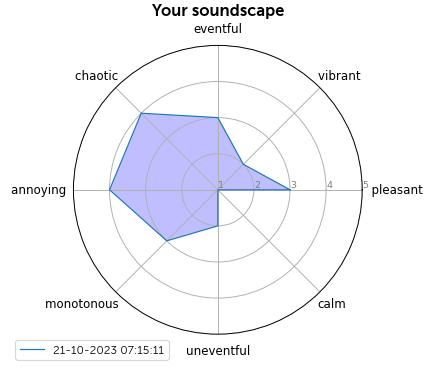 Your soundscape
eventful
chaotic
vibrant
annoying
1 2 3 4 5
pleasant
monotonous
calm
uneventful
21-10-2023 07:15:11